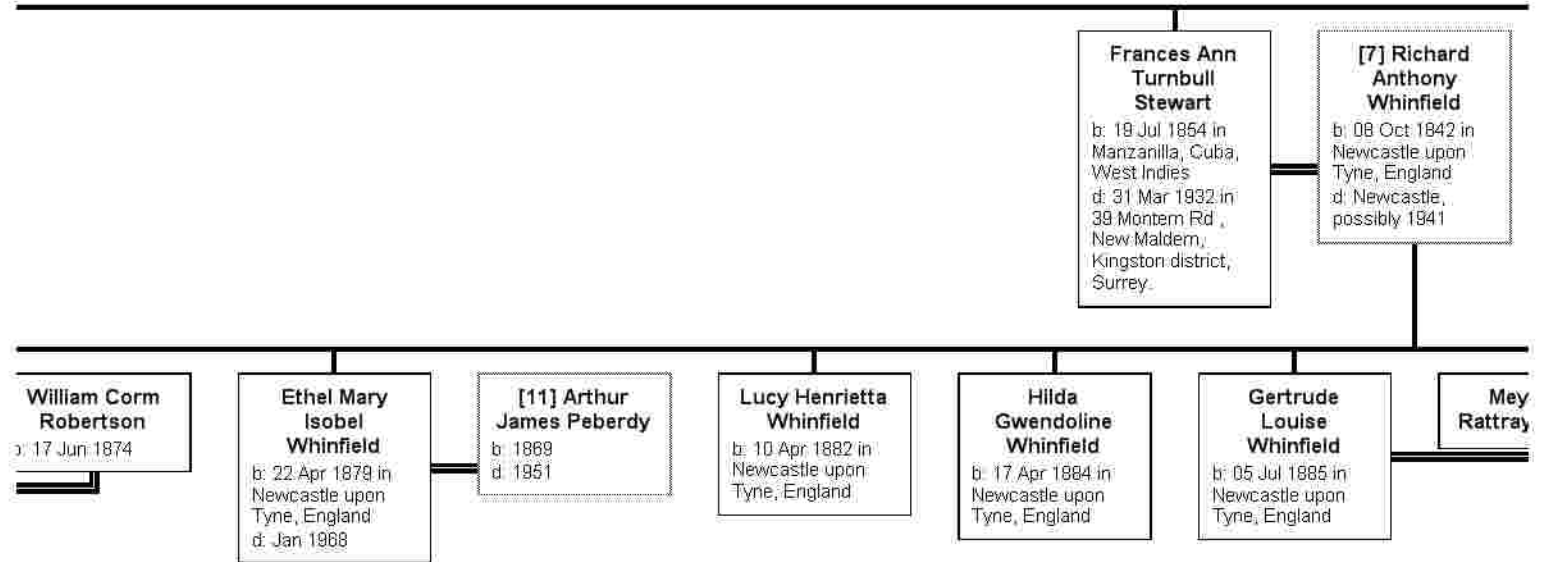 Frances Ann
Turnbull
Stewart
b: 19 Jul 1854 in
Manzanilla, Cuba,
West Indies
d: 31 Mar 1932 in
39 Montem Rd ,
New Maldern,
Kingston district,
Surrey.
[7] Richard
Anthony
Whinfield
b: 08 Oct 1842 in
Newcastle upon
Tyne, England
d: Newcastle,
possibly 1941
William Corm
Robertson
b: 17 Jun 1874
Ethel Mary
Isobel
Whinfield
b: 22 Apr 1879 in
Newcastle upon
Tyne, England
d: Jan 1968
[11] Arthur
James Peberdy
b: 1869
d: 1951
Lucy Henrietta
Whinfield
b: 10 Apr 1882 in
Newcastle upon
Tyne, England
Hilda
Gwendoline
Whinfield
b: 17 Apr 1884 in
Newcastle upon
Tyne, England
Gertrude
Louise
Whinfield
b: 05 Jul 1885 in
Newcastle upon
Tyne, England
Mey
Rattray